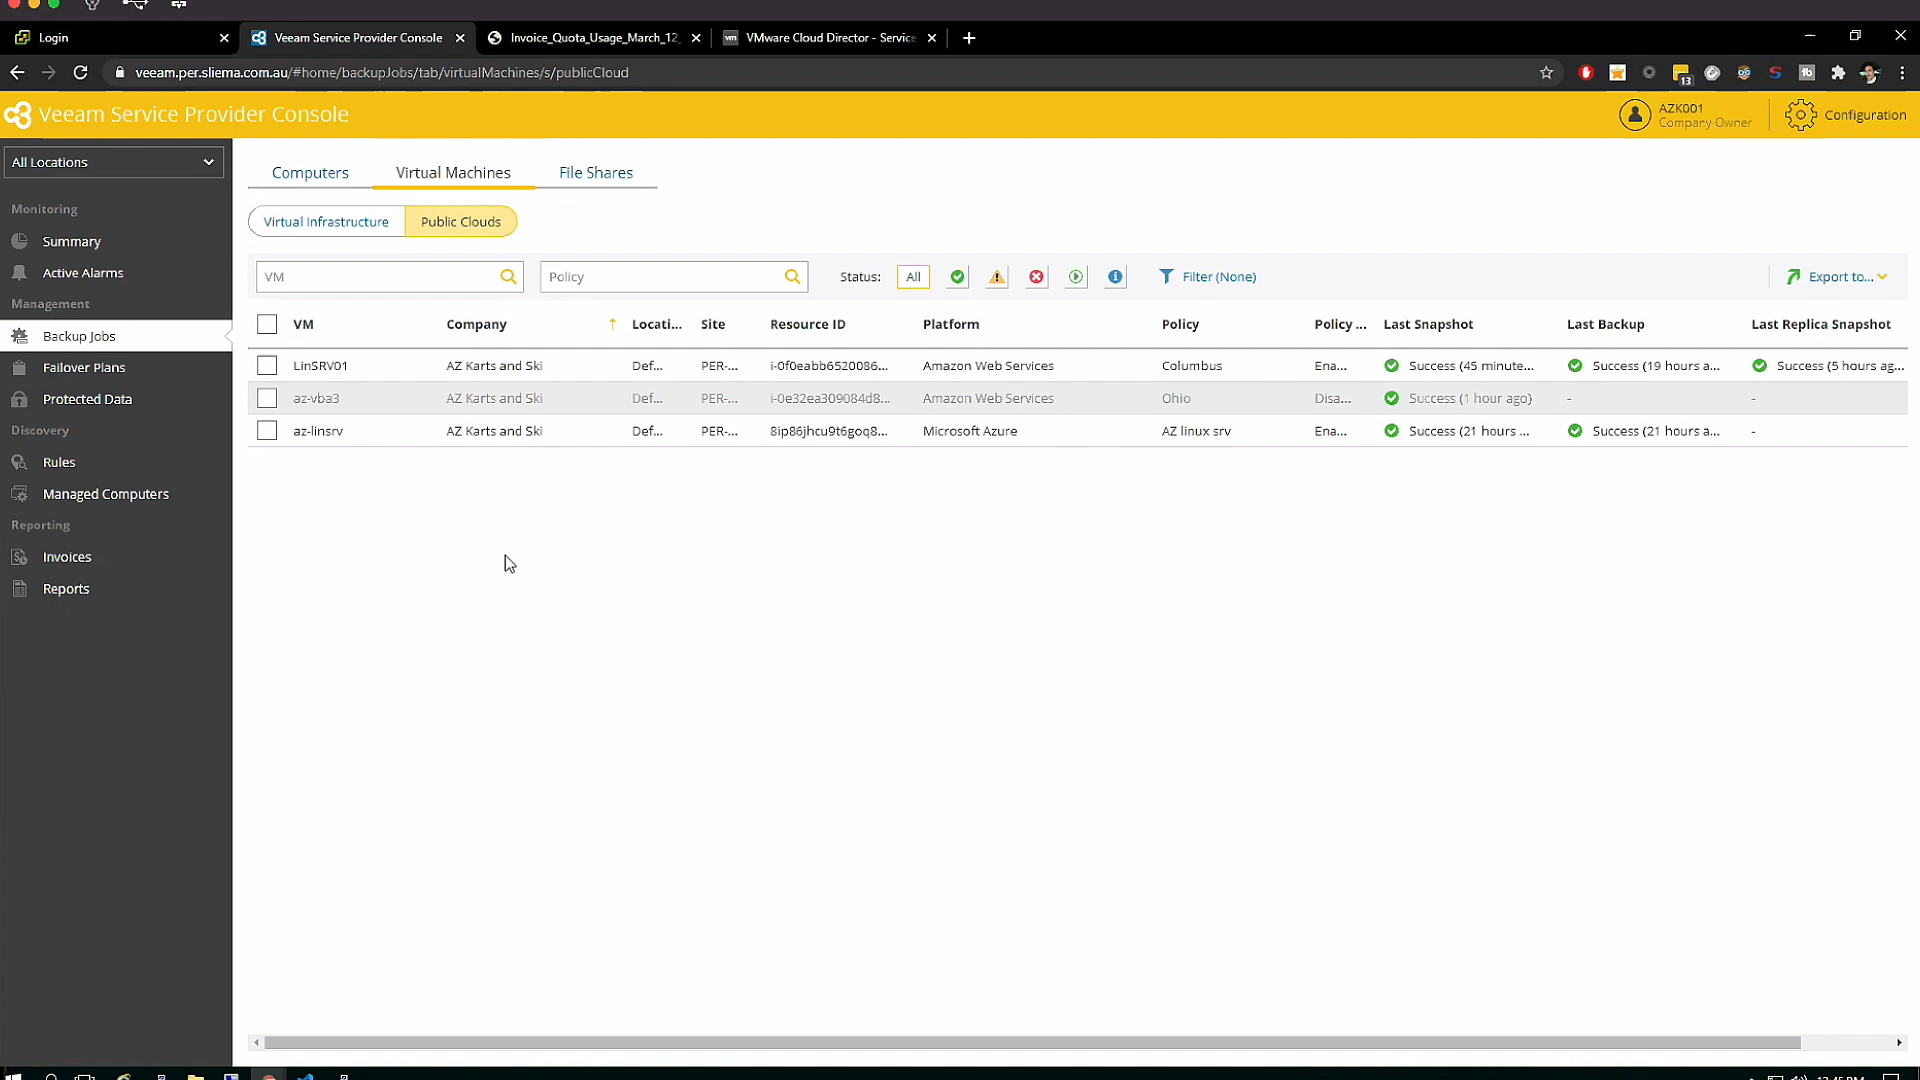 Login
Veeam Service Provider Console
Invoice_Quota_Usage_March_12_
VMware Cloud Director - Service
veeam.per.sliema.com.au/#home/backupJobs/tab/virtualMachines/s/publicCloud
13
Veeam Service Provider Console
AZK001
Company Owner
Configuration
All Locations
Computers
Virtual Machines
File Shares
Monitoring
Virtual Infrastructure
Public Clouds
Summary
Active Alarms
VM
Policy
Status:
All
Filter (None)
Export to...
Management
Backup Jobs
Failover Plans
Protected Data
Discovery
Rules
Managed Computers
Reporting
Invoices
Reports
VM Company Locati... Site Resource ID Platform Policy Policy ... Last Snapshot Last Backup Last Replica Snapshot
LinSRV01 AZ Karts and Ski Def... PER-... i-0f0eabb6520086... Amazon Web Services Columbus Ena... Success (45 minute... Success (19 hours a... Success (5 hours ag...
az-vba3 AZ Karts and Ski Def... PER-... i-0e32ea309084d8... Amazon Web Services Ohio Disa... Success (1 hour ago) - -
az-linsrv AZ Karts and Ski Def... PER-... 8ip86jhcu9t6goq8... Microsoft Azure AZ linux srv Ena... Success (21 hours ... Success (21 hours a... -